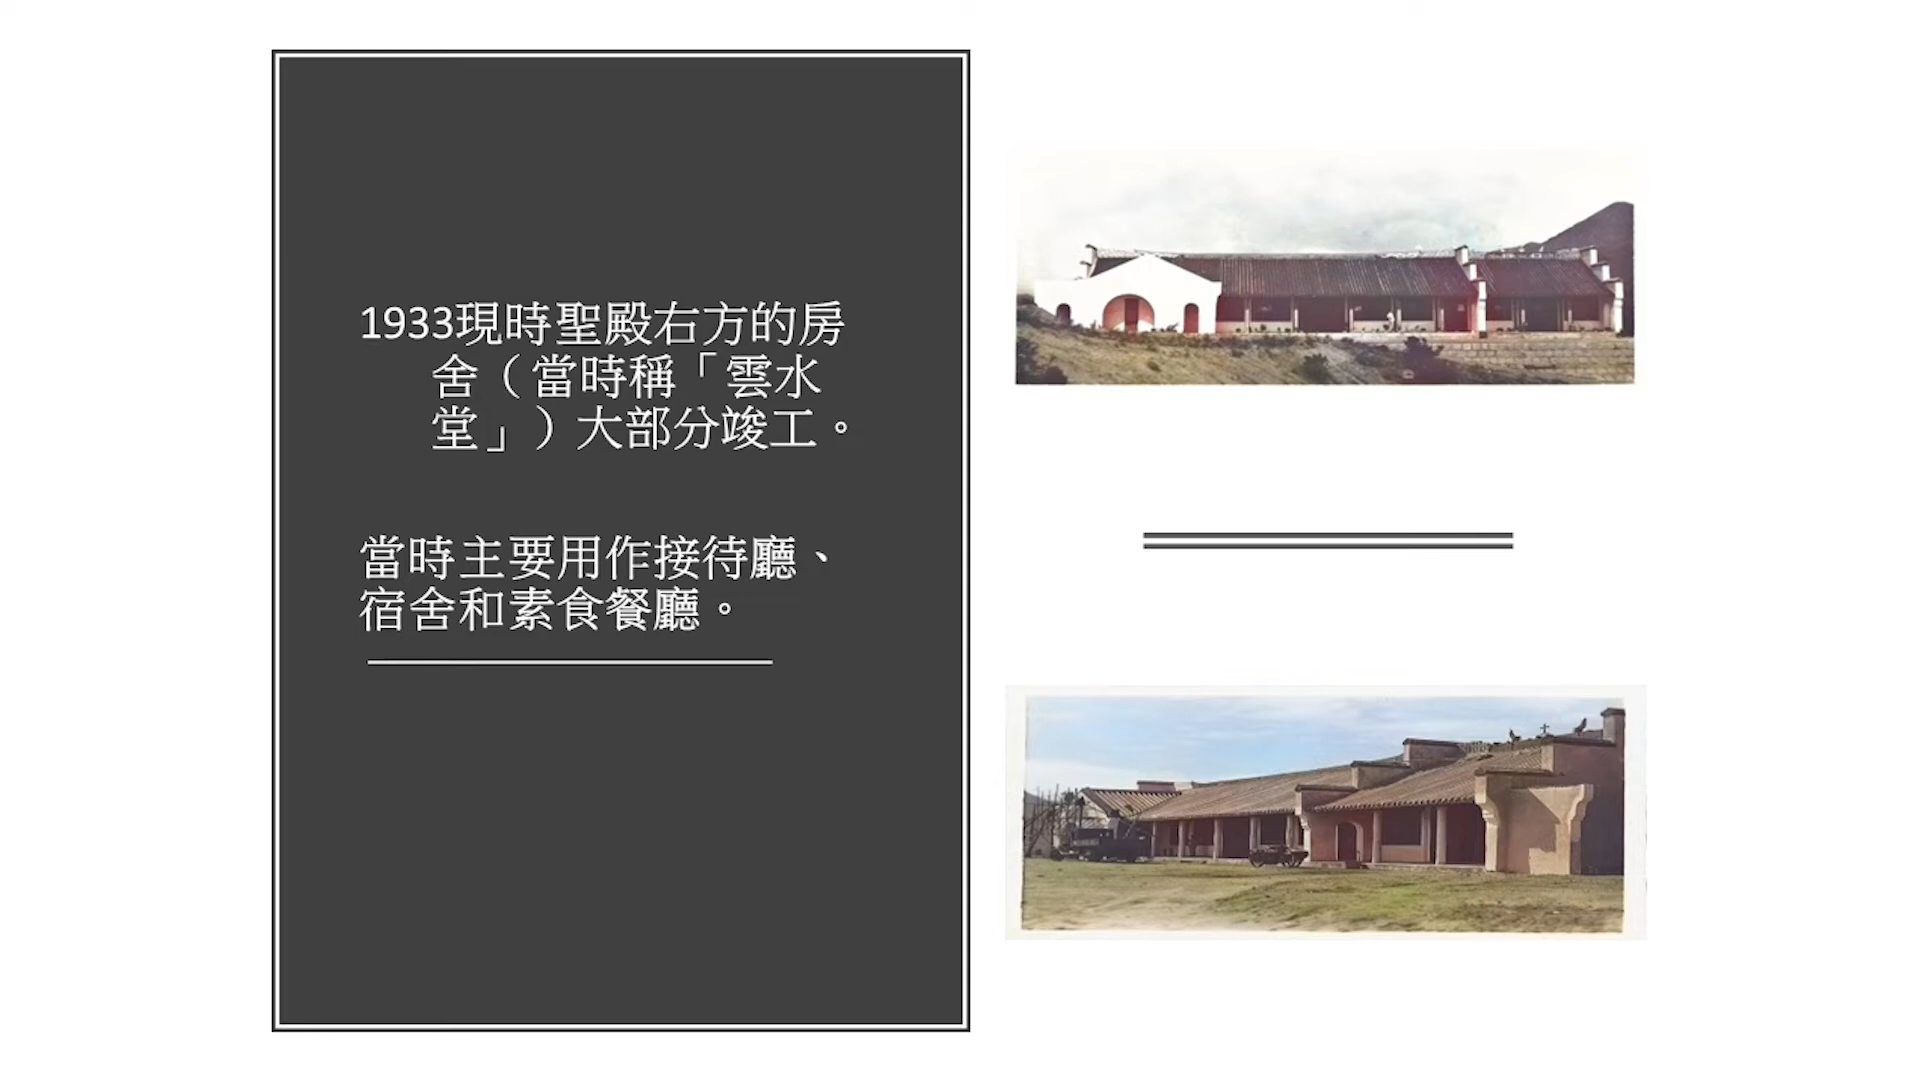 1933現時聖殿右方的房
舍（當時稱「雲水
堂」）大部分竣工。
當時主要用作接待廳、
宿舍和素食餐廳。